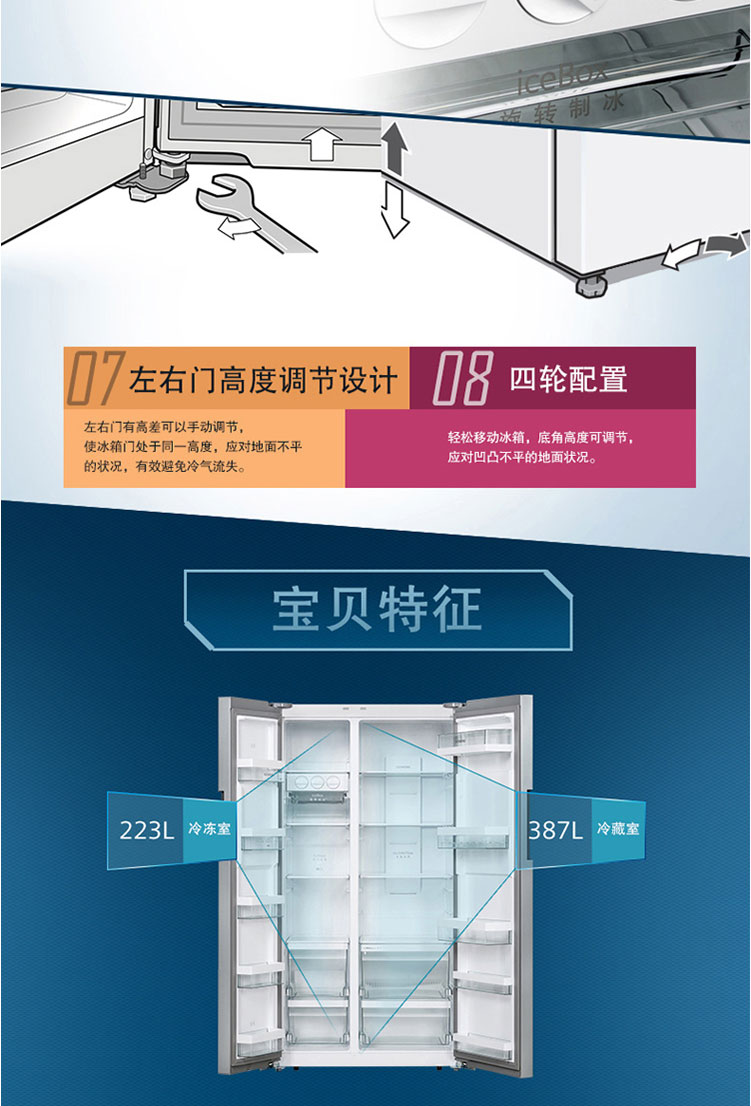 iceBox
旋转制冰
07 左右门高度调节设计
左右门有高差可以手动调节，
使冰箱门处于同一高度，应对地面不平
的状况，有效避免冷气流失。
08 四轮配置
轻松移动冰箱，底角高度可调节，
应对凹凸不平的地面状况。
宝贝特征
223L 冷冻室
387L 冷藏室